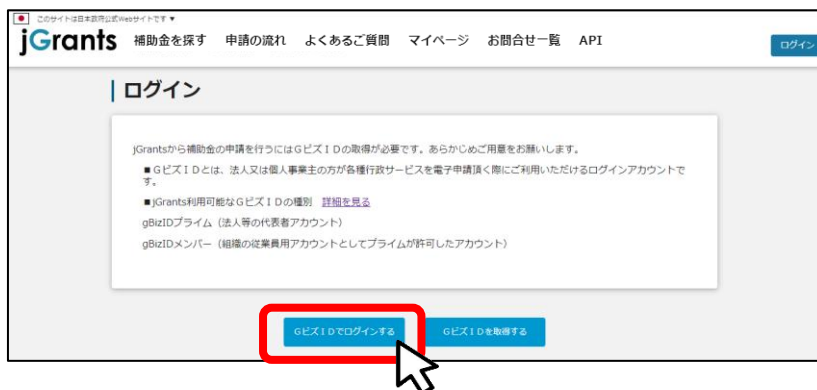 このサイトは日本政府公式Webサイトです ▼
jGrants 補助金を探す 申請の流れ よくあるご質問 マイページ お問合せ一覧 API ログイン
ログイン
jGrantsから補助金の申請を行うにはGビズIDの取得が必要です。あらかじめご用意をお願いします。
■GビズIDとは、法人又は個人事業主の方が各種行政サービスを電子申請頂く際にご利用いただけるログインアカウントで
す。
■jGrants利用可能なGビズIDの種別 詳細を見る
gBizIDプライム（法人等の代表者アカウント）
gBizIDメンバー（組織の従業員用アカウントとしてプライムが許可したアカウント）
GビズIDでログインする GビズIDを取得する